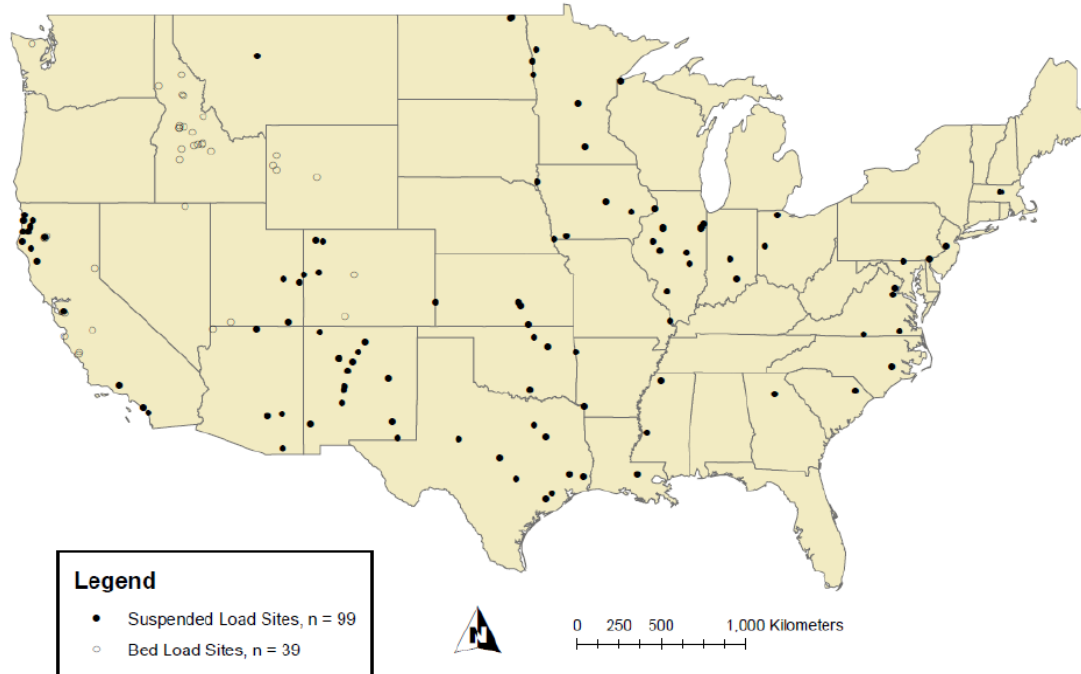 Legend
Suspended Load Sites, n = 99
Bed Load Sites, n = 39
N
0 250 500 1,000 Kilometers